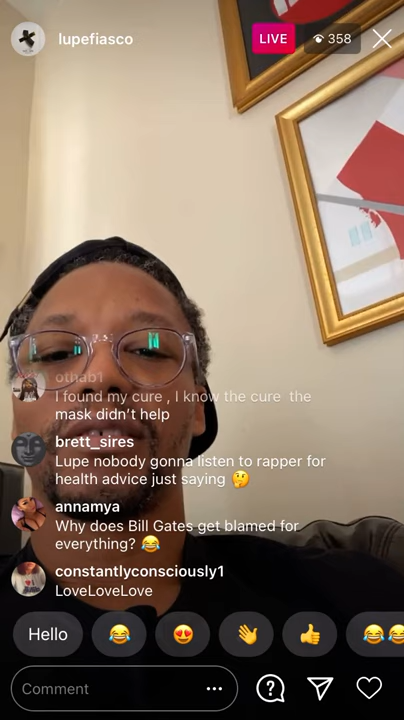 lupefiasco
LIVE
358
othab1
I found my cure , I know the cure the
mask didn't help
brett_sires
Lupe nobody gonna listen to rapper for
health advice just saying 🤔
annamya
Why does Bill Gates get blamed for
everything? 😂
constantlyconsciously1
LoveLoveLove
Hello 😂 😍 👋 👍 😂😂
Comment